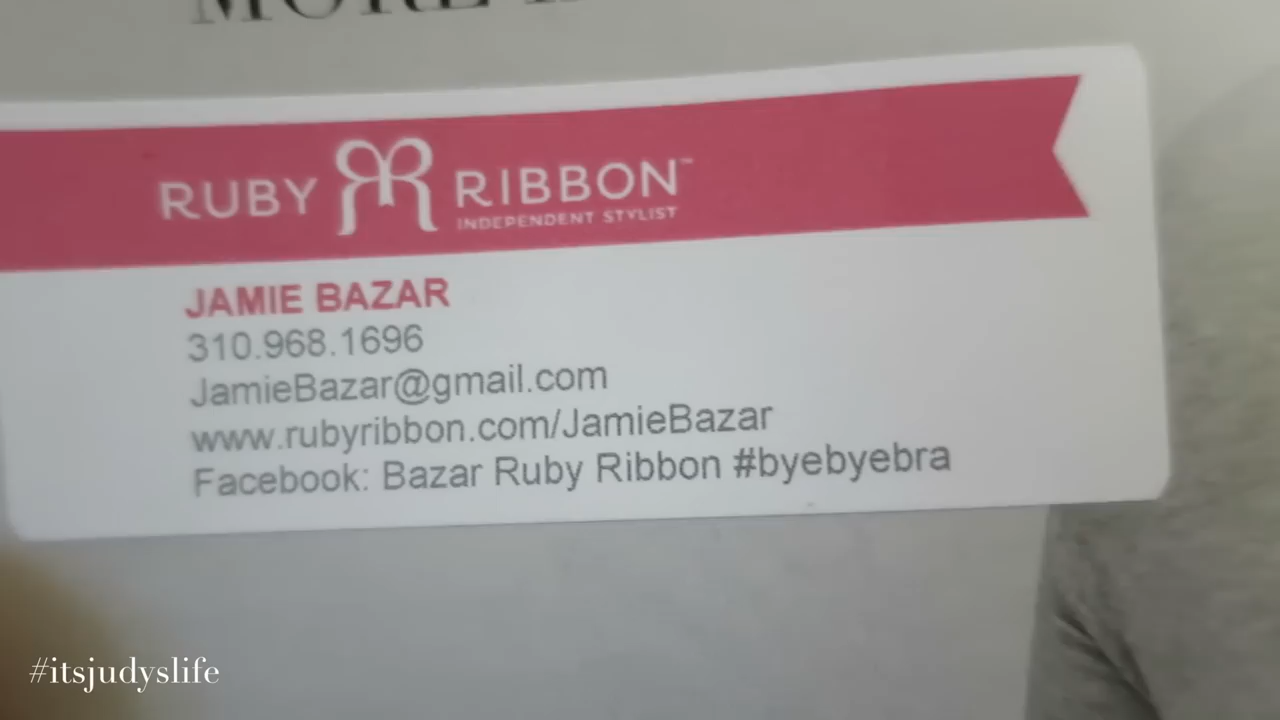 MORE
RUBY RIBBON™
INDEPENDENT STYLIST
JAMIE BAZAR
310.968.1696
JamieBazar@gmail.com
www.rubyribbon.com/JamieBazar
Facebook: Bazar Ruby Ribbon #byebyebra
#itsjudyslife